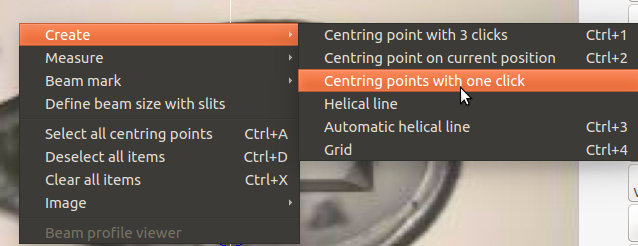 Create
Measure
Beam mark
Define beam size with slits
Select all centring points Ctrl+A
Deselect all items Ctrl+D
Clear all items Ctrl+X
Image
Beam profile viewer
Centring point with 3 clicks Ctrl+1
Centring point on current position Ctrl+2
Centring points with one click
Helical line
Automatic helical line Ctrl+3
Grid Ctrl+4